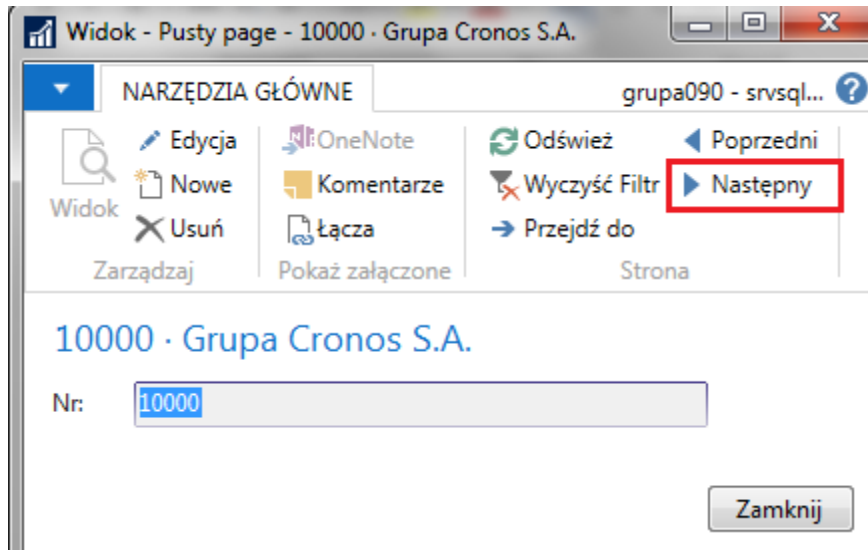 Widok - Pusty page - 10000 · Grupa Cronos S.A.
NARZĘDZIA GŁÓWNE
grupa090 - srvsql...
Widok
Edycja
Nowe
Usuń
Zarządzaj
OneNote
Komentarze
Łącza
Pokaż załączone
Odśwież
Wyczyść Filtr
Przejdź do
Poprzedni
Następny
Strona
10000 · Grupa Cronos S.A.
Nr: 10000
Zamknij